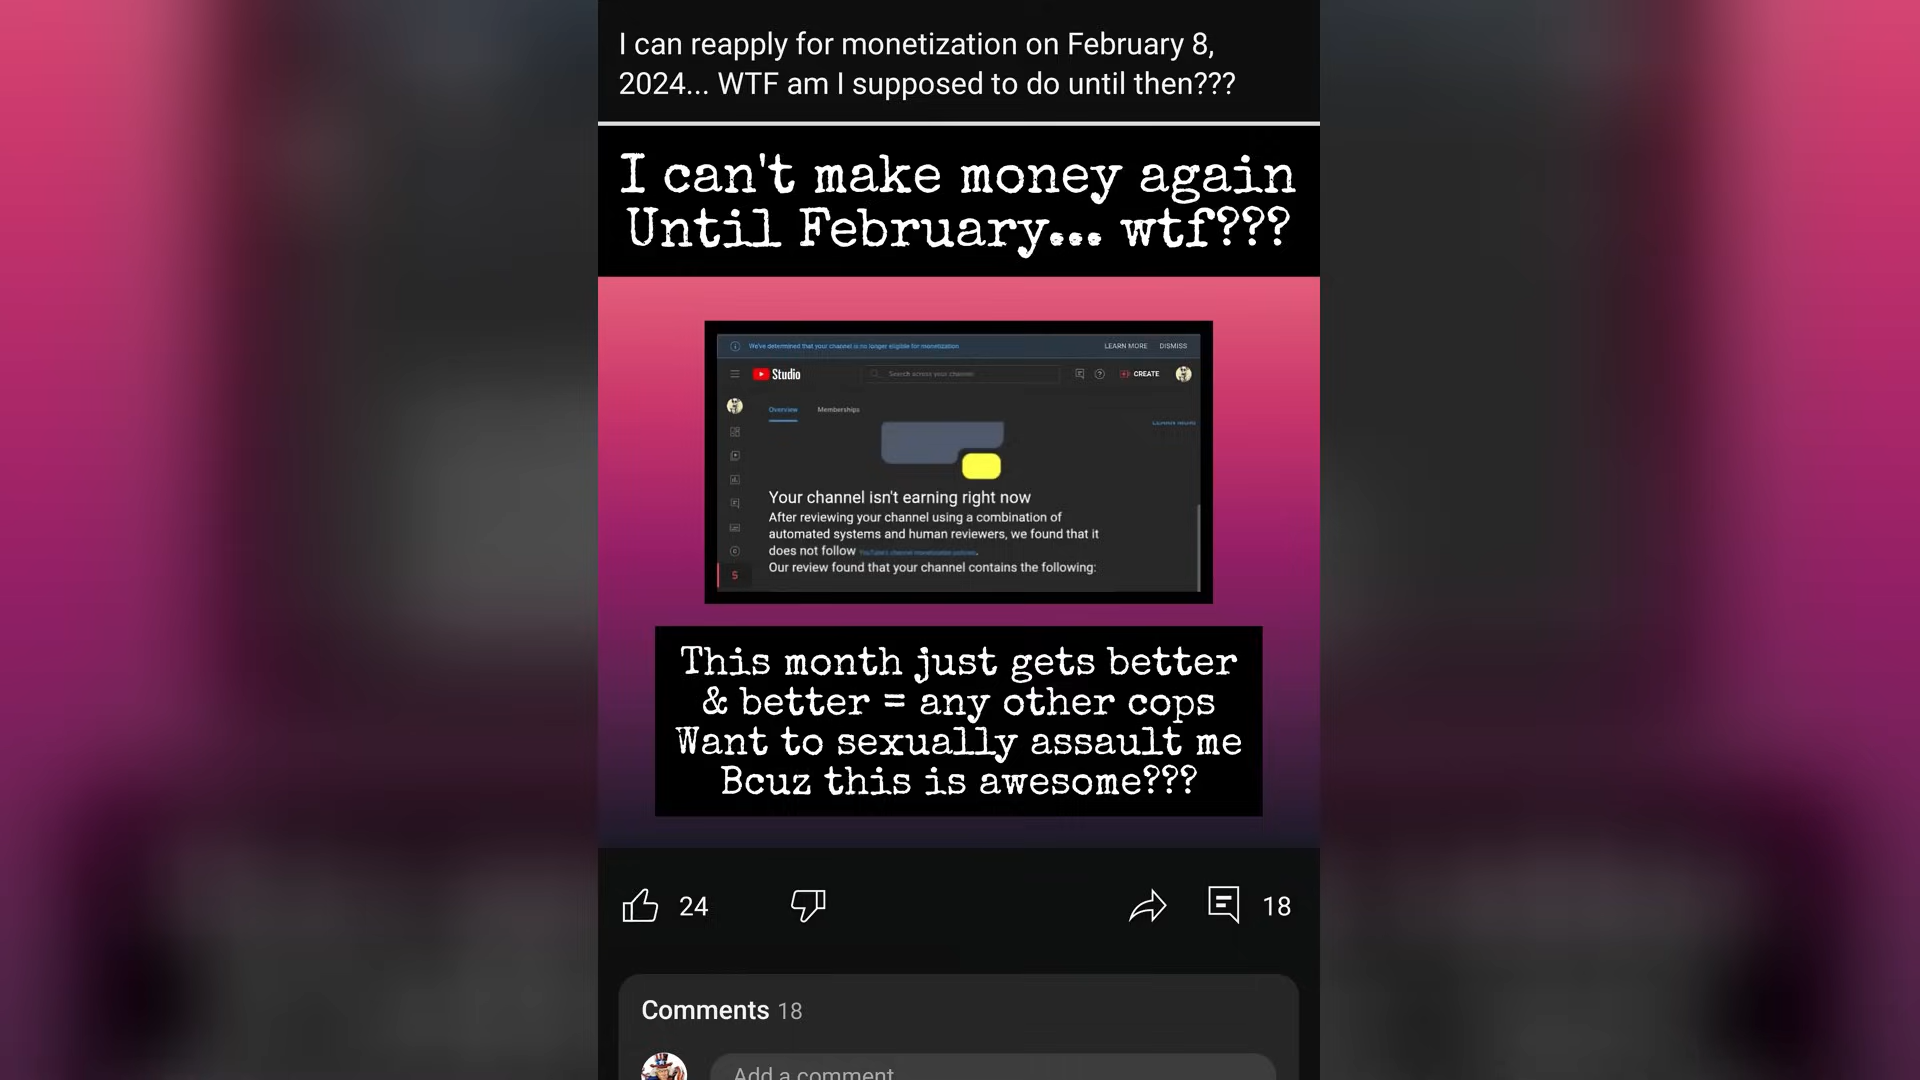 I can reapply for monetization on February 8,
2024... WTF am I supposed to do until then???
I can't make money again
Until February... wtf???
We've determined that your channel is no longer eligible for monetization
LEARN MORE DISMISS
Studio
Search across your channel
CREATE
Overview Memberships
LEARN MORE
Your channel isn't earning right now
After reviewing your channel using a combination of
automated systems and human reviewers, we found that it
does not follow YouTube's channel monetization policies.
Our review found that your channel contains the following:
This month just gets better
& better = any other cops
Want to sexually assault me
Bcuz this is awesome???
24
18
Comments 18
Add a comment